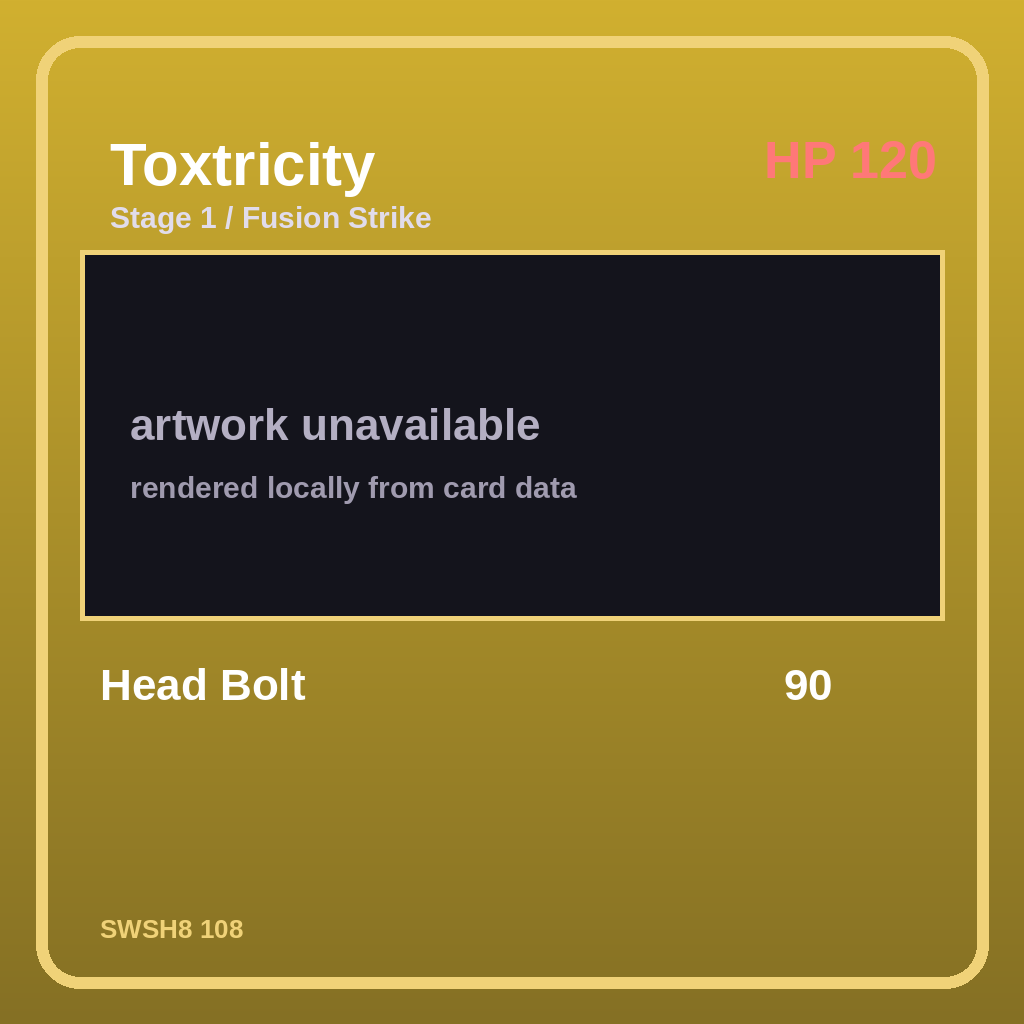 Toxtricity
HP 120
Stage 1 / Fusion Strike
artwork unavailable
rendered locally from card data
Head Bolt 90
SWSH8 108